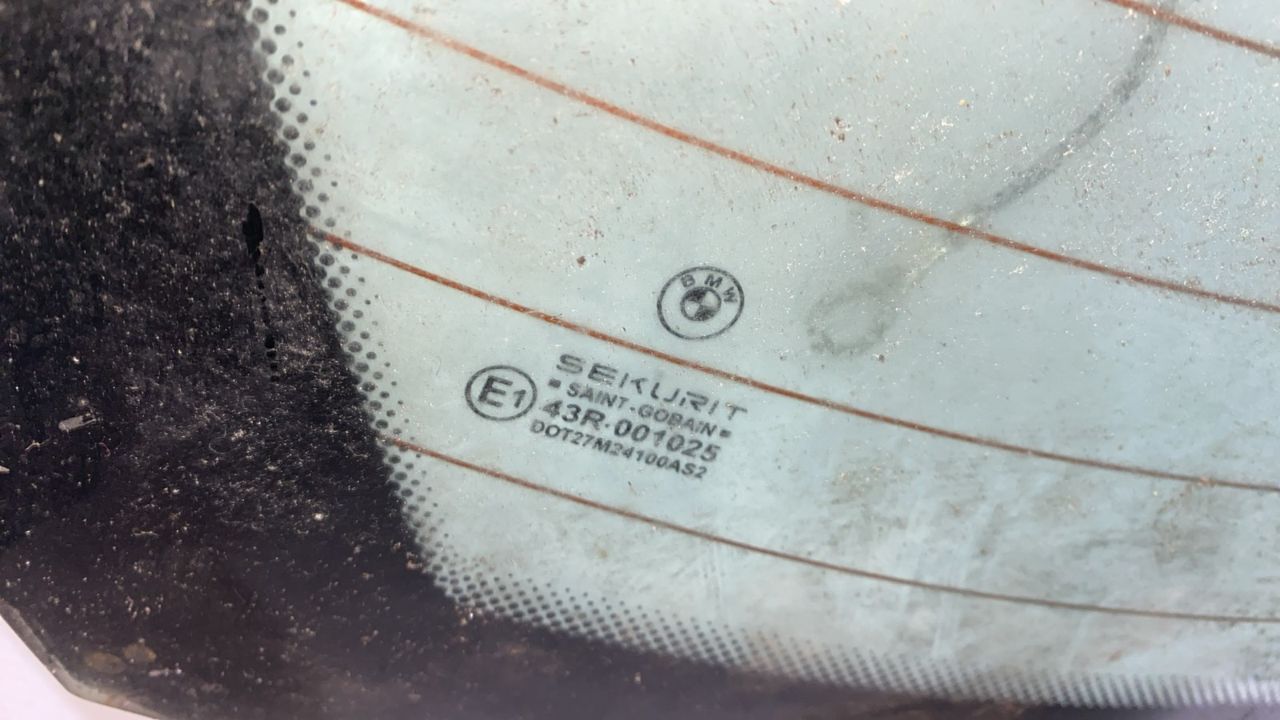 BMW
E1
SEKURIT
SAINT-GOBAIN
43R-001025
DOT27M24100AS2